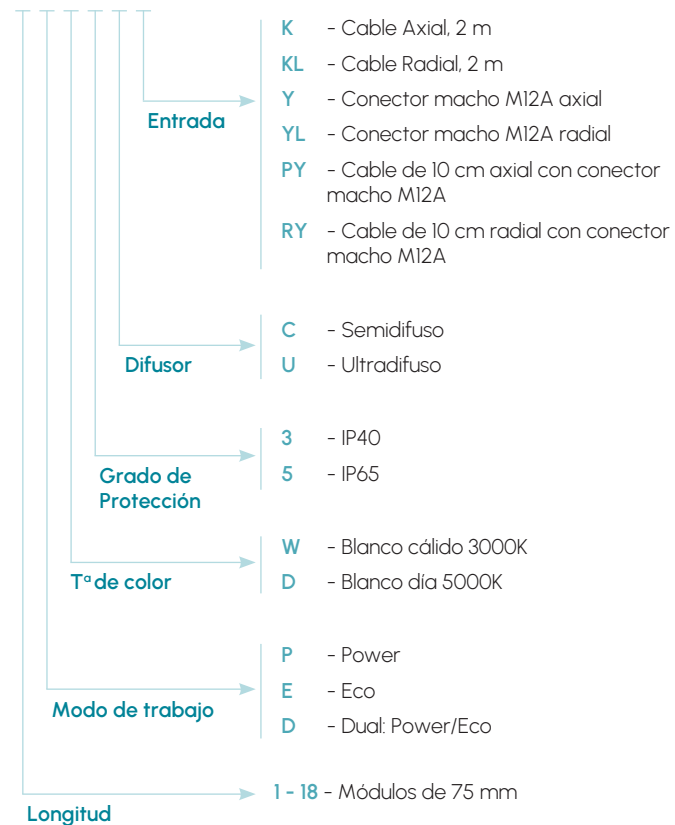 K - Cable Axial, 2 m
KL - Cable Radial, 2 m
Y - Conector macho M12A axial
Entrada
YL - Conector macho M12A radial
PY - Cable de 10 cm axial con conector
macho M12A
RY - Cable de 10 cm radial con conector
macho M12A
C - Semidifuso
Difusor
U - Ultradifuso
3 - IP40
Grado de
Protección
5 - IP65
W - Blanco cálido 3000K
Tª de color
D - Blanco día 5000K
P - Power
E - Eco
Modo de trabajo
D - Dual: Power/Eco
1 - 18 - Módulos de 75 mm
Longitud